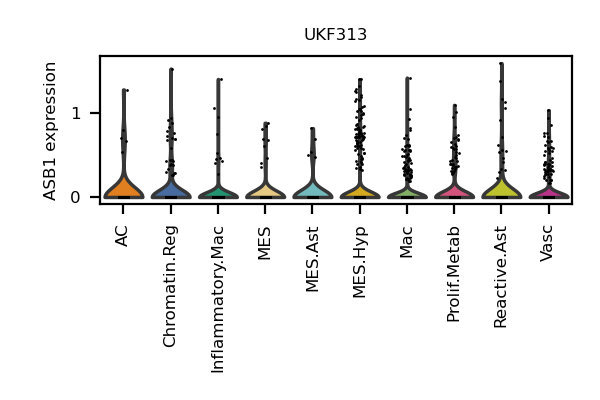 UKF313
ASB1 expression
1
0
AC
Chromatin.Reg
Inflammatory.Mac
MES
MES.Ast
MES.Hyp
Mac
Prolif.Metab
Reactive.Ast
Vasc